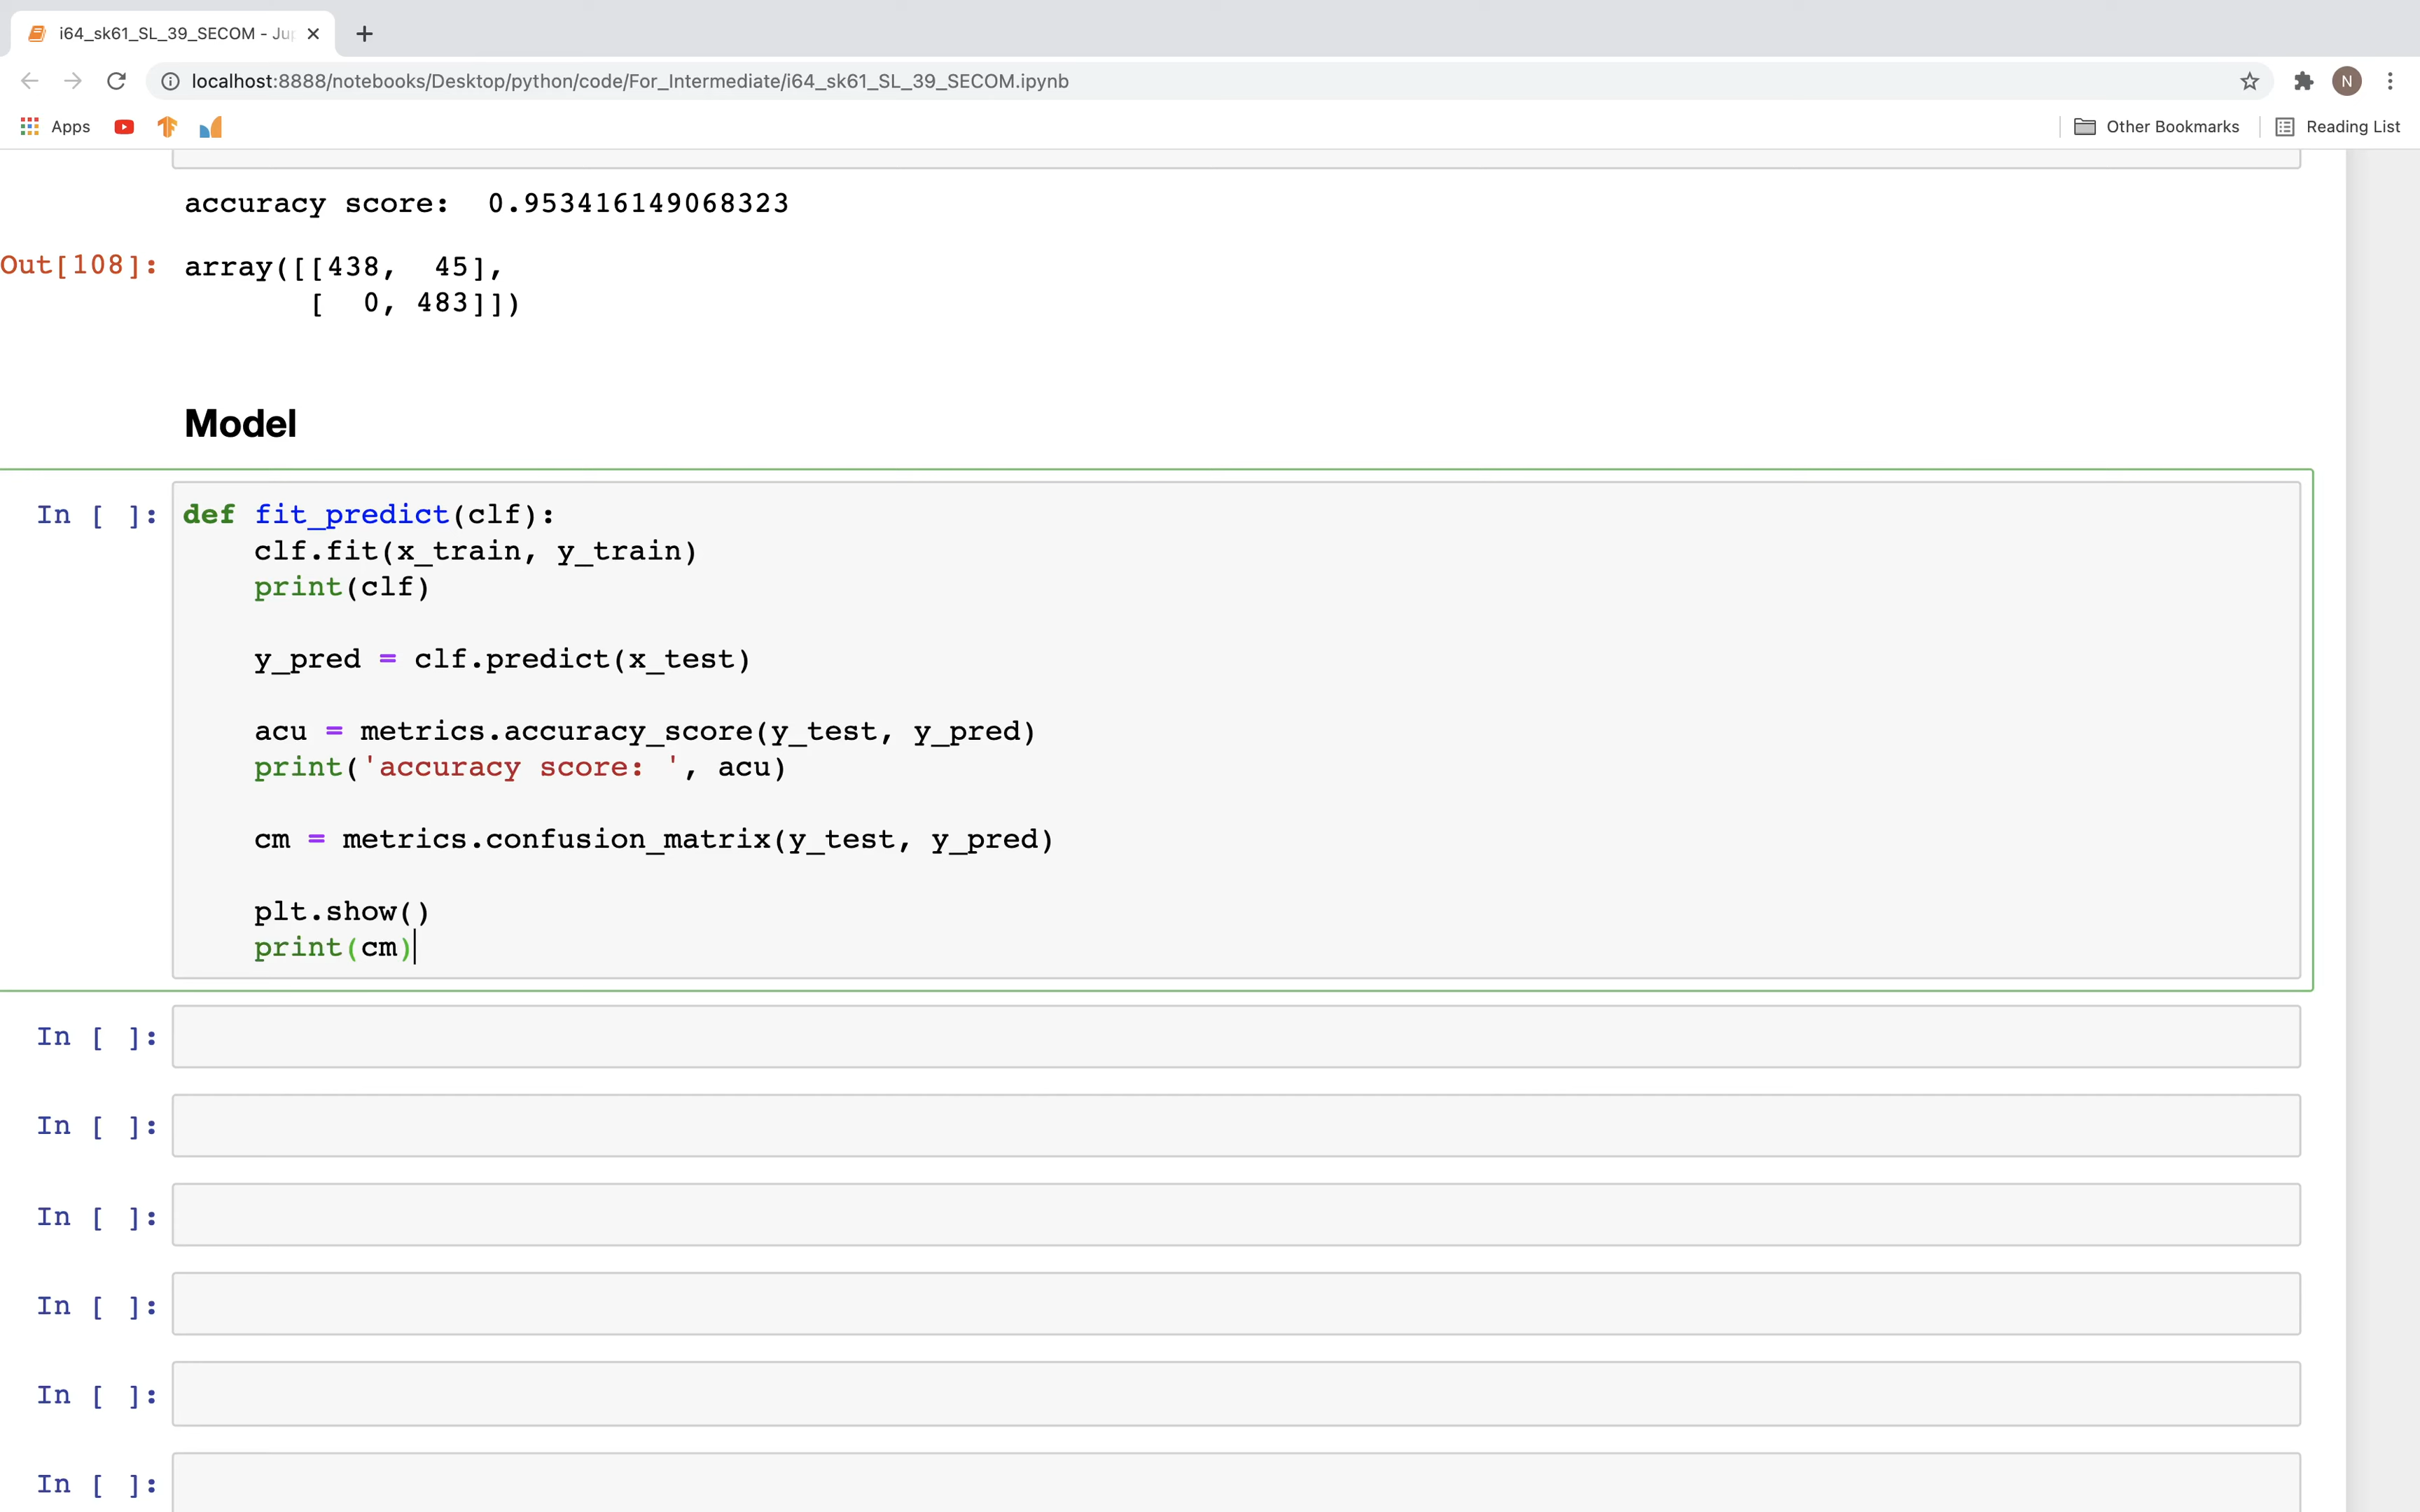 i64_sk61_SL_39_SECOM - Ju
localhost:8888/notebooks/Desktop/python/code/For_Intermediate/i64_sk61_SL_39_SECOM.ipynb
N
Apps
Other Bookmarks
Reading List
accuracy score:  0.953416149068323
Out[108]: array([[438,  45],
       [  0, 483]])
Model
In [ ]: def fit_predict(clf):
    clf.fit(x_train, y_train)
    print(clf)
    y_pred = clf.predict(x_test)
    acu = metrics.accuracy_score(y_test, y_pred)
    print('accuracy score: ', acu)
    cm = metrics.confusion_matrix(y_test, y_pred)
    plt.show()
    print(cm)
In [ ]:
In [ ]:
In [ ]:
In [ ]:
In [ ]:
In [ ]: